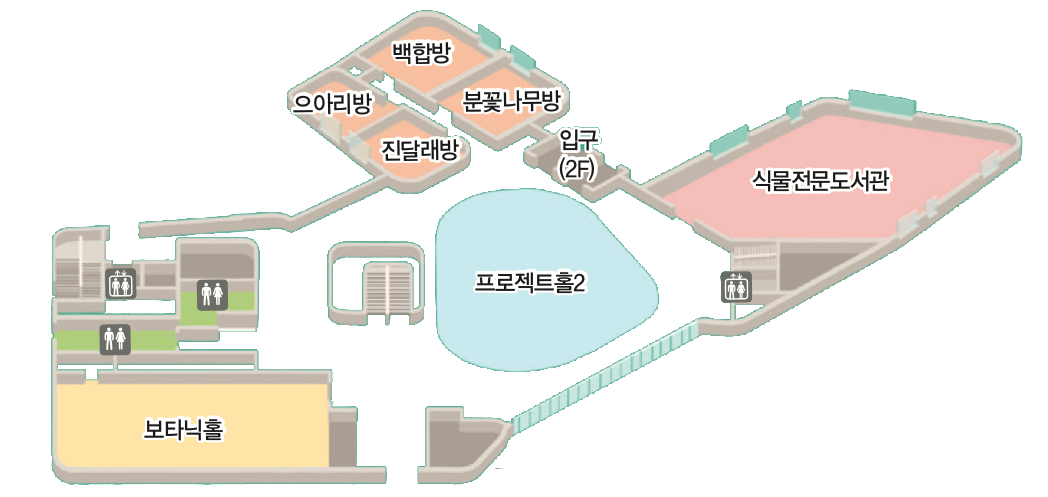 백합방
으아리방
분꽃나무방
진달래방
입구
(2F)
식물전문도서관
프로젝트홀2
보타닉홀